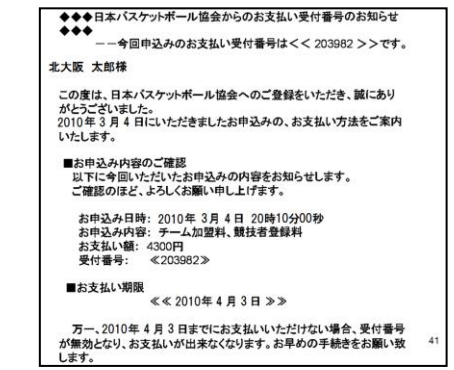 ◆◆◆日本バスケットボール協会からのお支払い受付番号のお知らせ
◆◆◆
－－今回申込みのお支払い受付番号は＜＜ 203982 ＞＞です。
北大阪 太郎様
この度は、日本バスケットボール協会へのご登録をいただき、誠にあり
がとうございました。
2010 年 3 月 4 日にいただきましたお申込みの、お支払い方法をご案内
いたします。
■お申込み内容のご確認
以下に今回いただいたお申込みの内容をお知らせします。
ご確認のほど、よろしくお願い申し上げます。
お申込み日時: 2010年 3月 4日 20時10分00秒
お申込み内容: チーム加盟料、競技者登録料
お支払い額: 4300円
受付番号: ≪203982≫
■お支払い期限
≪≪ 2010年 4 月 3 日 ≫≫
万一、2010年 4 月 3 日までにお支払いいただけない場合、受付番号
が無効となり、お支払いが出来なくなります。お早めの手続きをお願い致
します。
41